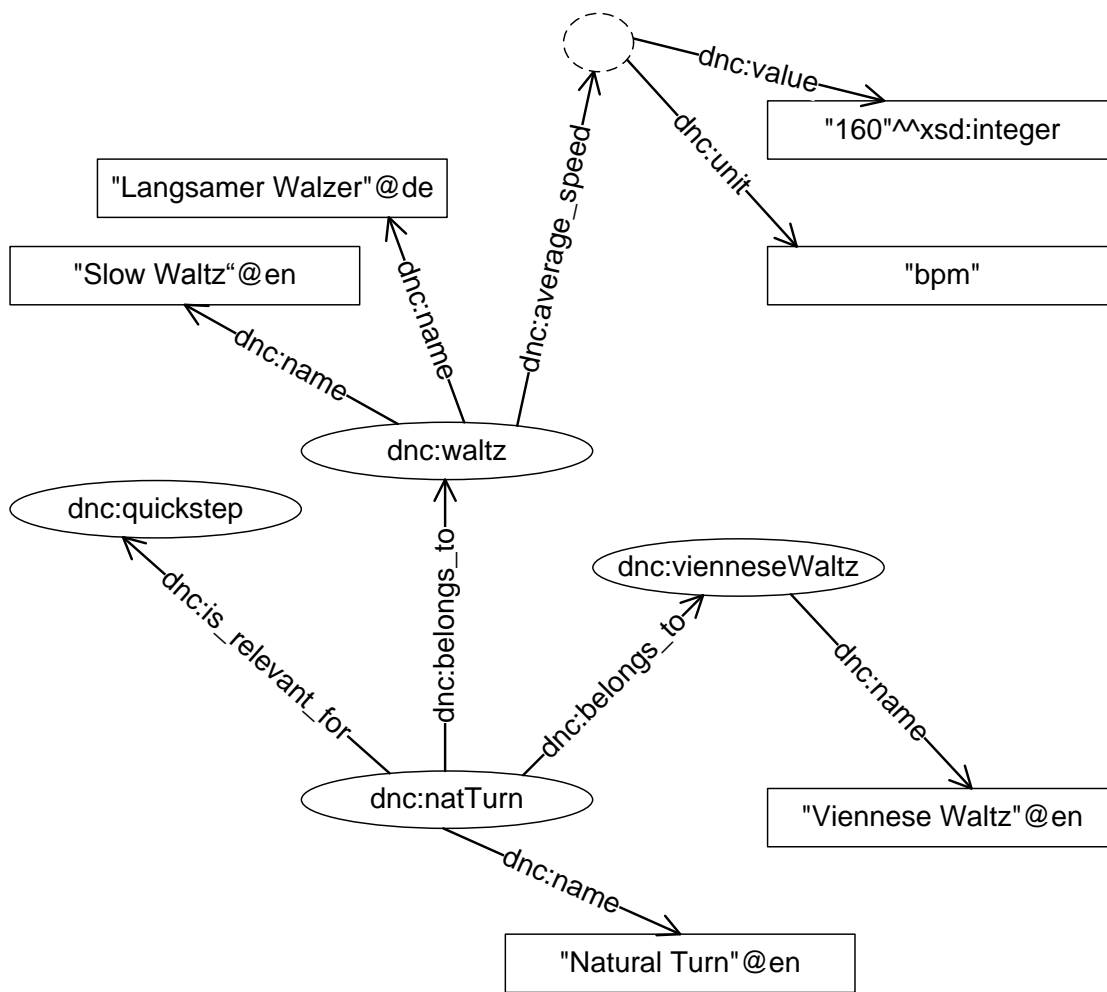 dnc:value
"160"^^xsd:integer
dnc:unit
"Langsamer Walzer"@de
dnc:average_speed
"Slow Waltz“@en
"bpm"
dnc:name
dnc:name
dnc:waltz
dnc:quickstep
dnc:belongs_to
dnc:vienneseWaltz
dnc:is_relevant_for
dnc:belongs_to
dnc:name
dnc:natTurn
"Viennese Waltz"@en
dnc:name
"Natural Turn"@en